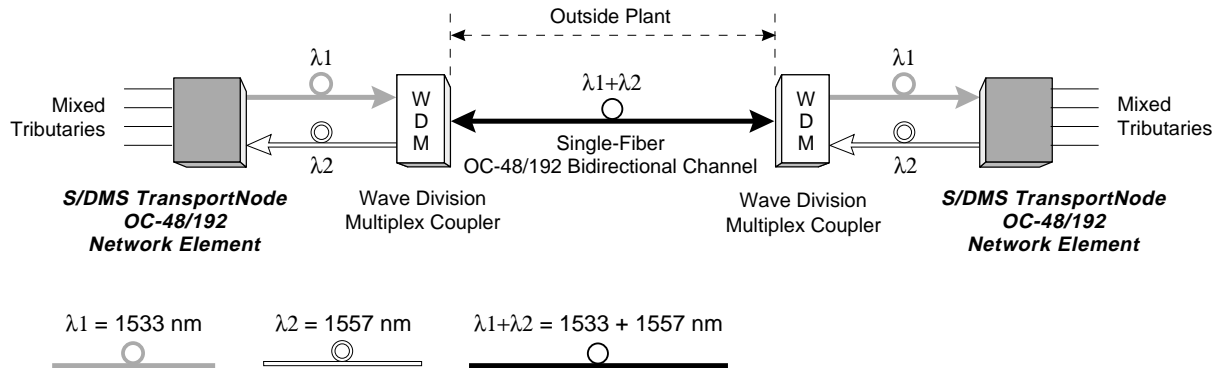 Outside Plant
λ1
λ1+λ2
λ1
Mixed
Tributaries
W
D
M
W
D
M
Mixed
Tributaries
λ2
Single-Fiber
OC-48/192 Bidirectional Channel
λ2
S/DMS TransportNode
OC-48/192
Network Element
Wave Division
Multiplex Coupler
Wave Division
Multiplex Coupler
S/DMS TransportNode
OC-48/192
Network Element
λ1 = 1533 nm
λ2 = 1557 nm
λ1+λ2 = 1533 + 1557 nm